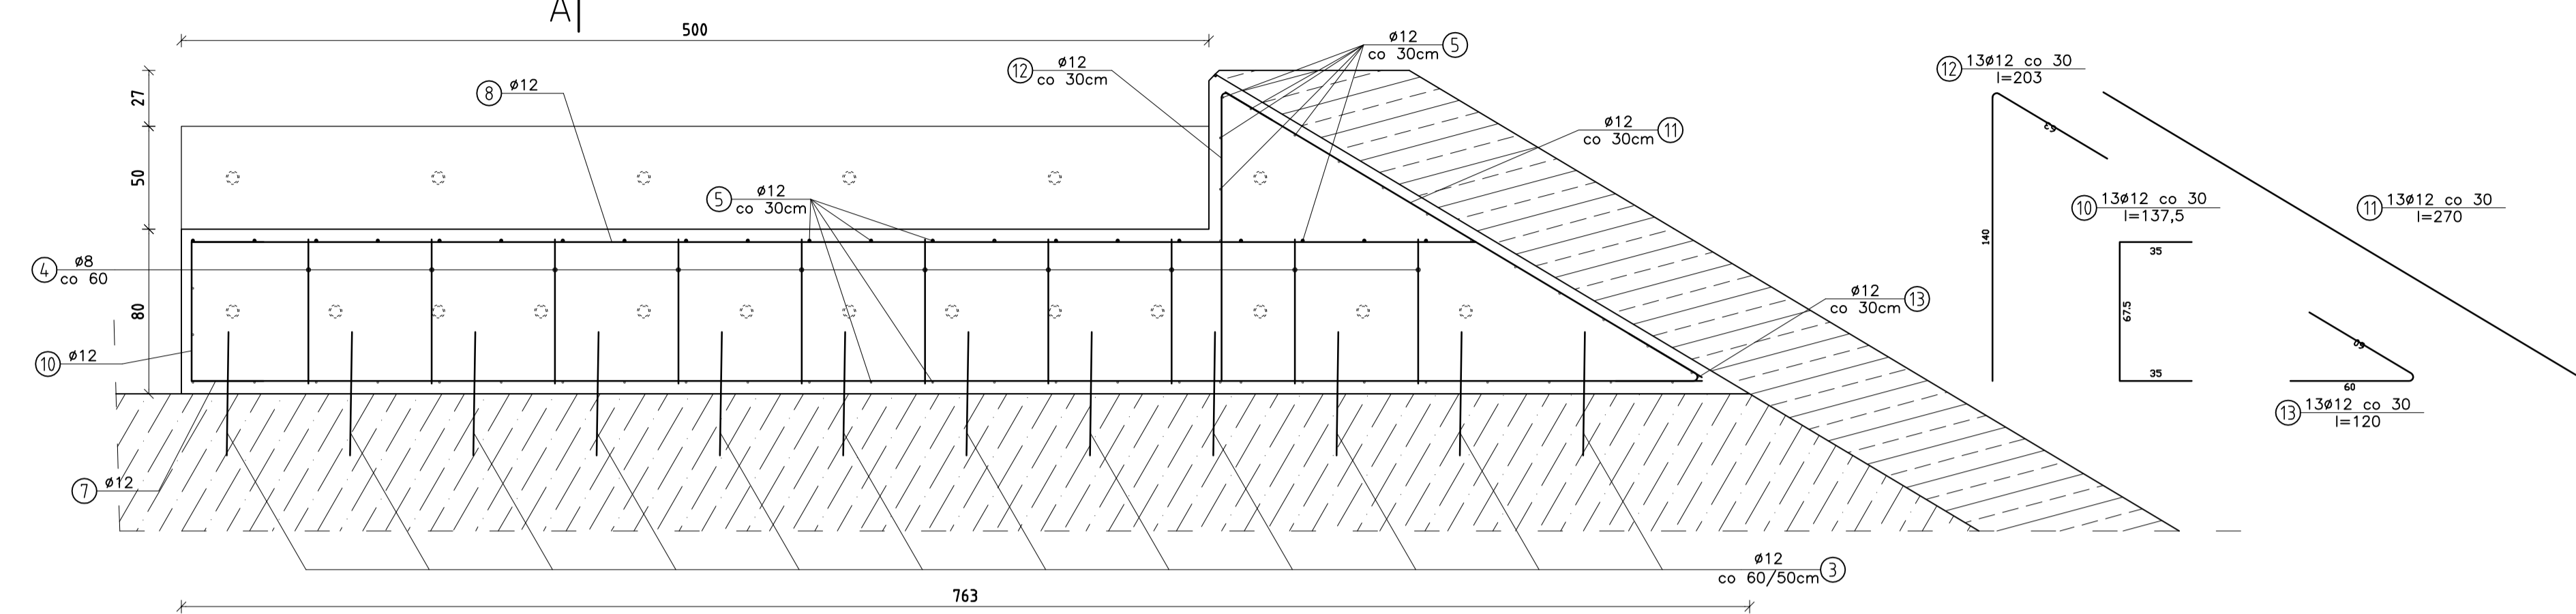 A
500
27
50
80
8 ø12
12 ø12
co 30cm
ø12 5
co 30cm
ø12 11
co 30cm
5 ø12
co 30cm
4 ø8
co 60
10 ø12
7 ø12
ø12 13
co 30cm
ø12 3
co 60/50cm
763
12 13ø12 co 30
l=203
63
140
10 13ø12 co 30
l=137,5
35
67.5
35
11 13ø12 co 30
l=270
60
60
13 13ø12 co 30
l=120